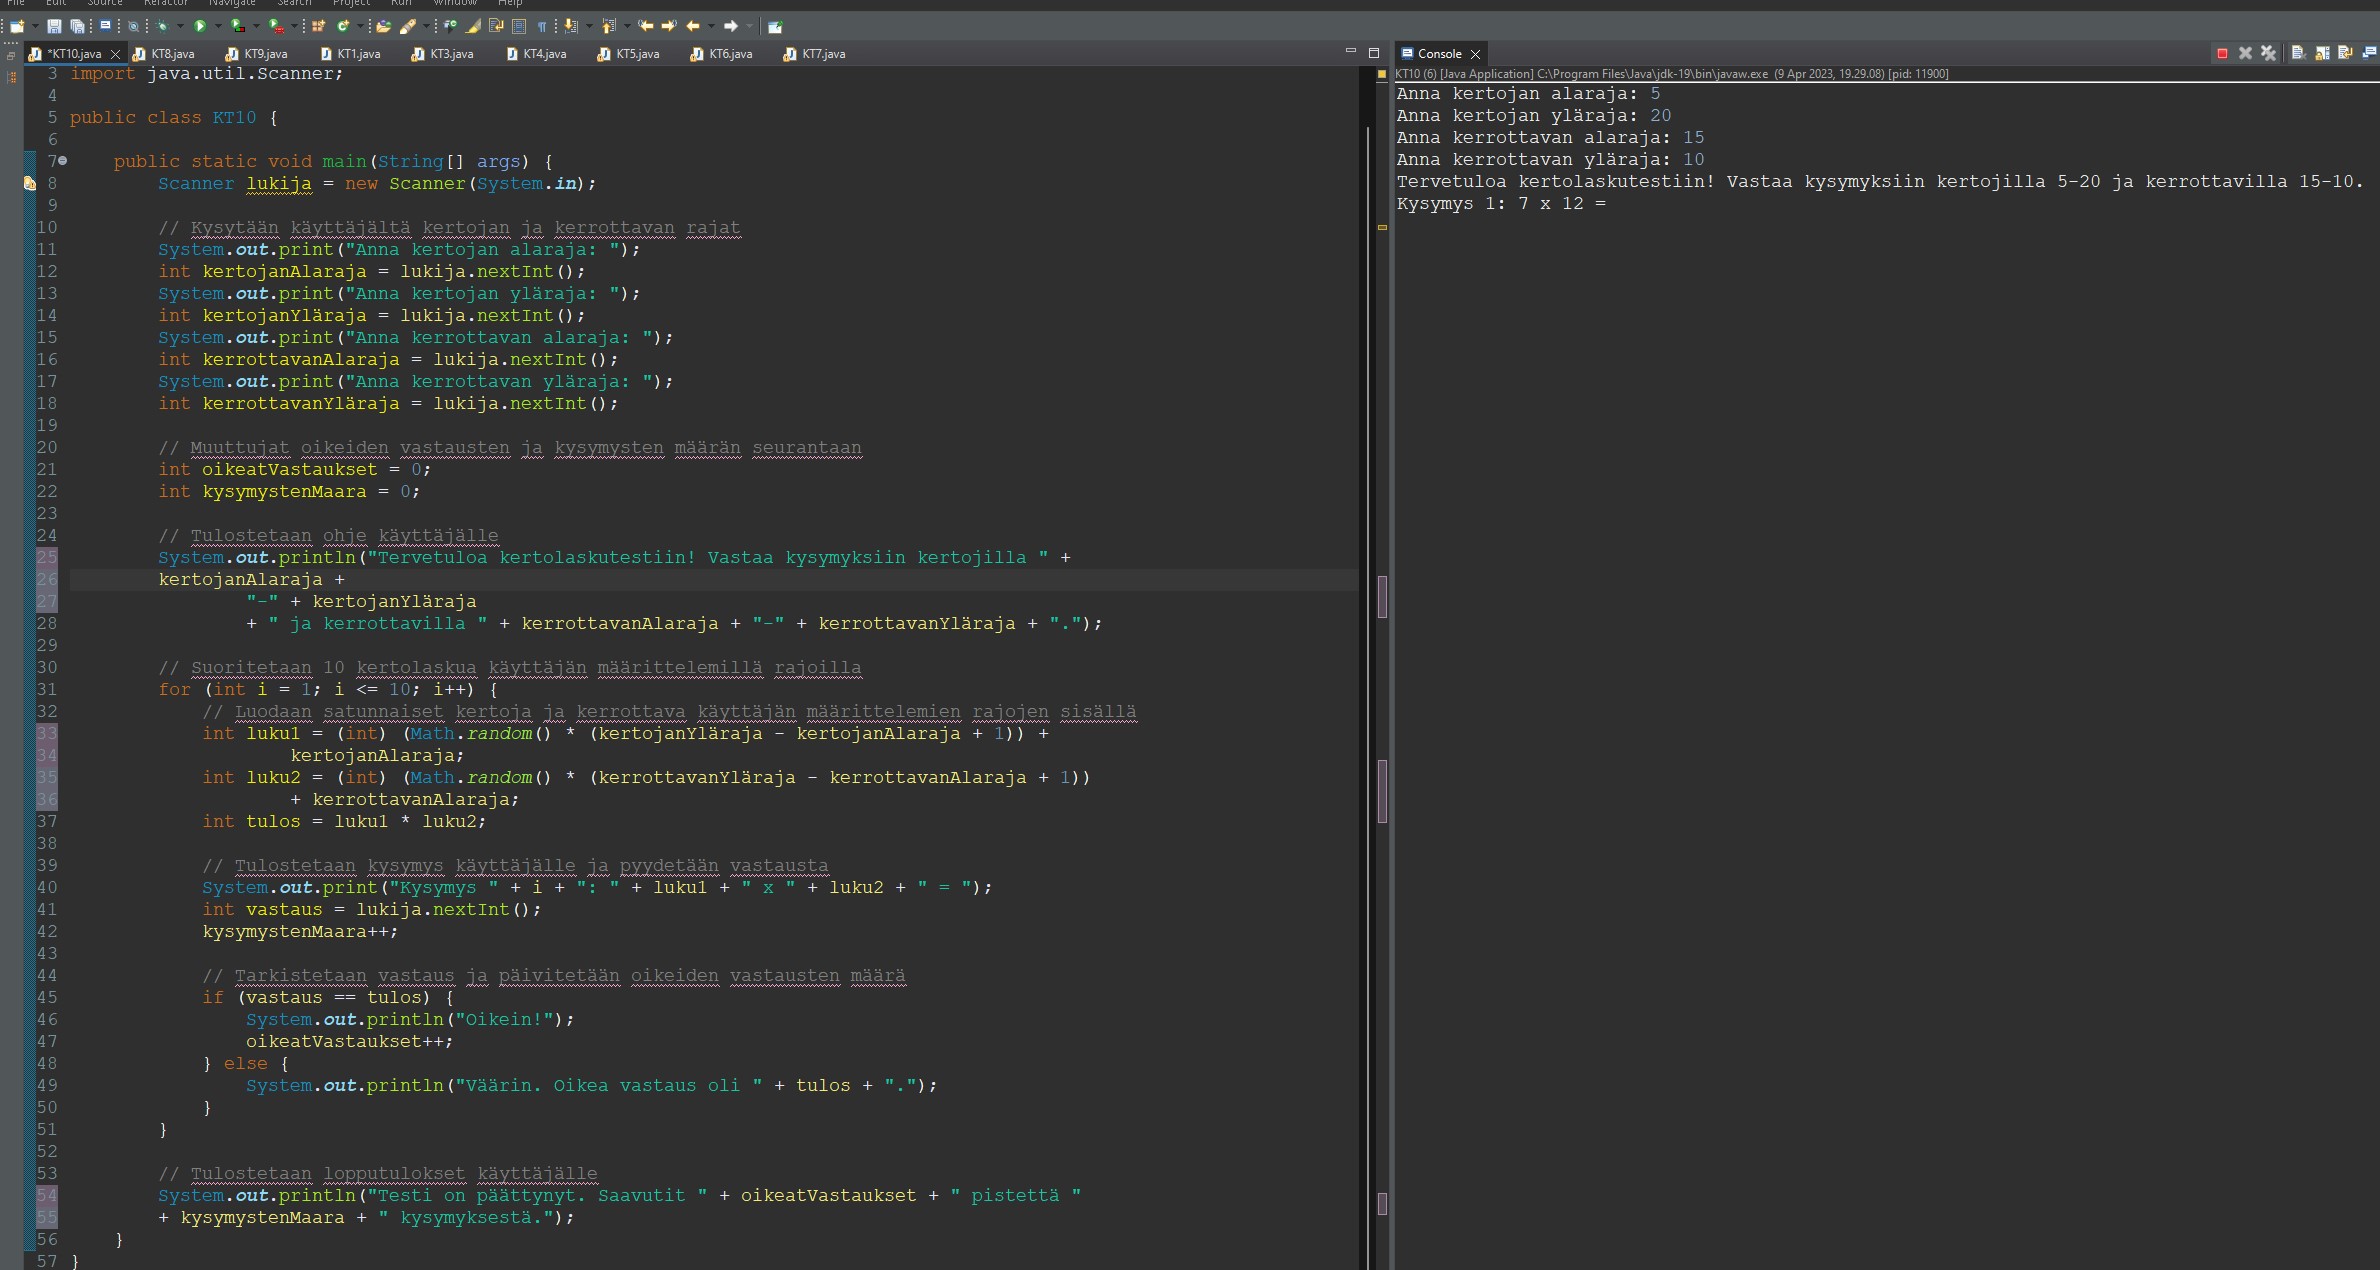 File Edit Source Refactor Navigate Search Project Run Window Help
*KT10.java KT8.java KT9.java KT1.java KT3.java KT4.java KT5.java KT6.java KT7.java
3 import java.util.Scanner;
4
5 public class KT10 {
6
7 public static void main(String[] args) {
8 Scanner lukija = new Scanner(System.in);
9
10 // Kysytään käyttäjältä kertojan ja kerrottavan rajat
11 System.out.print("Anna kertojan alaraja: ");
12 int kertojanAlaraja = lukija.nextInt();
13 System.out.print("Anna kertojan yläraja: ");
14 int kertojanYläraja = lukija.nextInt();
15 System.out.print("Anna kerrottavan alaraja: ");
16 int kerrottavanAlaraja = lukija.nextInt();
17 System.out.print("Anna kerrottavan yläraja: ");
18 int kerrottavanYläraja = lukija.nextInt();
19
20 // Muuttujat oikeiden vastausten ja kysymysten määrän seurantaan
21 int oikeatVastaukset = 0;
22 int kysymystenMaara = 0;
23
24 // Tulostetaan ohje käyttäjälle
25 System.out.println("Tervetuloa kertolaskutestiin! Vastaa kysymyksiin kertojilla " +
26 kertojanAlaraja +
27 "-" + kertojanYläraja
28 + " ja kerrottavilla " + kerrottavanAlaraja + "-" + kerrottavanYläraja + ".");
29
30 // Suoritetaan 10 kertolaskua käyttäjän määrittelemillä rajoilla
31 for (int i = 1; i <= 10; i++) {
32 // Luodaan satunnaiset kertoja ja kerrottava käyttäjän määrittelemien rajojen sisällä
33 int luku1 = (int) (Math.random() * (kertojanYläraja - kertojanAlaraja + 1)) +
34 kertojanAlaraja;
35 int luku2 = (int) (Math.random() * (kerrottavanYläraja - kerrottavanAlaraja + 1))
36 + kerrottavanAlaraja;
37 int tulos = luku1 * luku2;
38
39 // Tulostetaan kysymys käyttäjälle ja pyydetään vastausta
40 System.out.print("Kysymys " + i + ": " + luku1 + " x " + luku2 + " = ");
41 int vastaus = lukija.nextInt();
42 kysymystenMaara++;
43
44 // Tarkistetaan vastaus ja päivitetään oikeiden vastausten määrä
45 if (vastaus == tulos) {
46 System.out.println("Oikein!");
47 oikeatVastaukset++;
48 } else {
49 System.out.println("Väärin. Oikea vastaus oli " + tulos + ".");
50 }
51 }
52
53 // Tulostetaan lopputulokset käyttäjälle
54 System.out.println("Testi on päättynyt. Saavutit " + oikeatVastaukset + " pistettä "
55 + kysymystenMaara + " kysymyksestä.");
56 }
57 }
Console
KT10 (6) [Java Application] C:\Program Files\Java\jdk-19\bin\javaw.exe (9 Apr 2023, 19.29.08) [pid: 11900]
Anna kertojan alaraja: 5
Anna kertojan yläraja: 20
Anna kerrottavan alaraja: 15
Anna kerrottavan yläraja: 10
Tervetuloa kertolaskutestiin! Vastaa kysymyksiin kertojilla 5-20 ja kerrottavilla 15-10.
Kysymys 1: 7 x 12 =